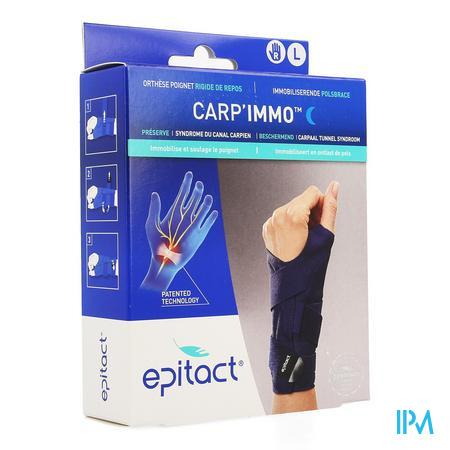 R L
ORTHÈSE POIGNET RIGIDE DE REPOS | IMMOBILISERENDE POLSBRACE
CARP'IMMO™
PRÉSERVE | SYNDROME DU CANAL CARPIEN | BESCHERMEND | CARPAAL TUNNEL SYNDROOM
Immobilise et soulage le poignet | Immobiliseert en ontlast de pols
1
2
3
PATENTED
TECHNOLOGY
epitact®
epitact
IPM